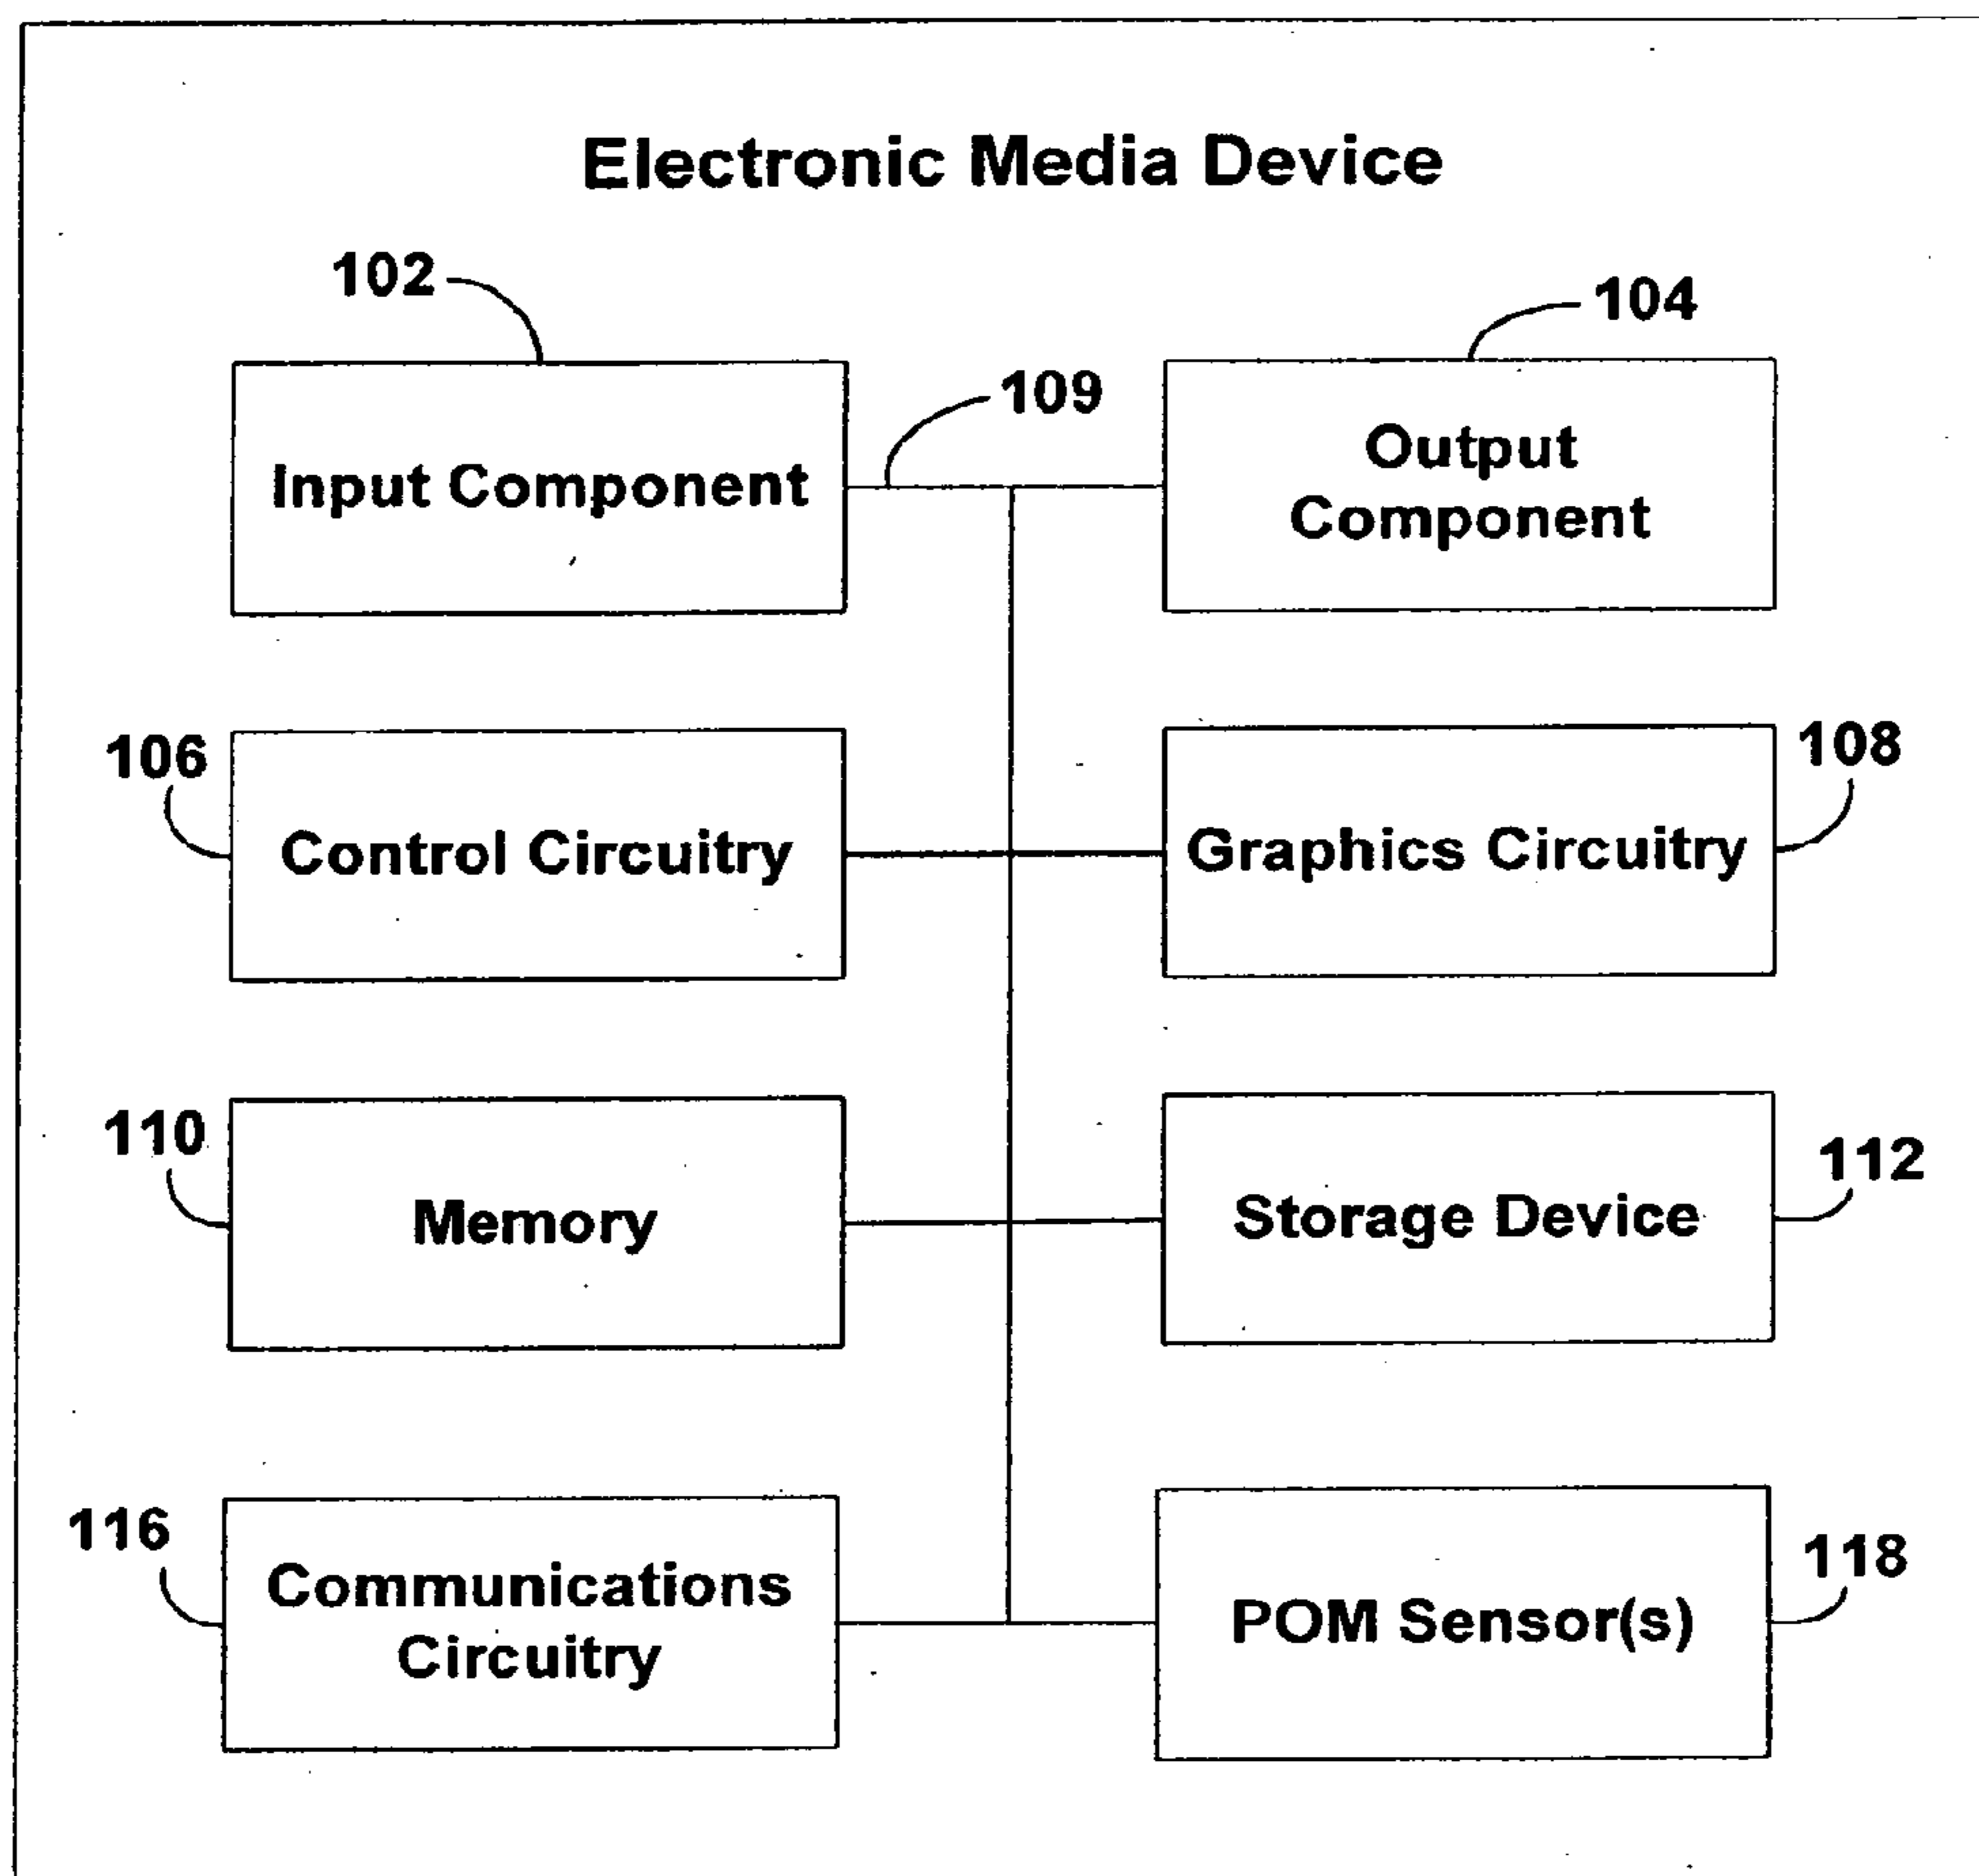 Electronic Media Device
102
104
109
Input Component
Output
Component
106
108
Control Circuitry
Graphics Circuitry
110
112
Memory
Storage Device
116
118
Communications
Circuitry
POM Sensor(s)